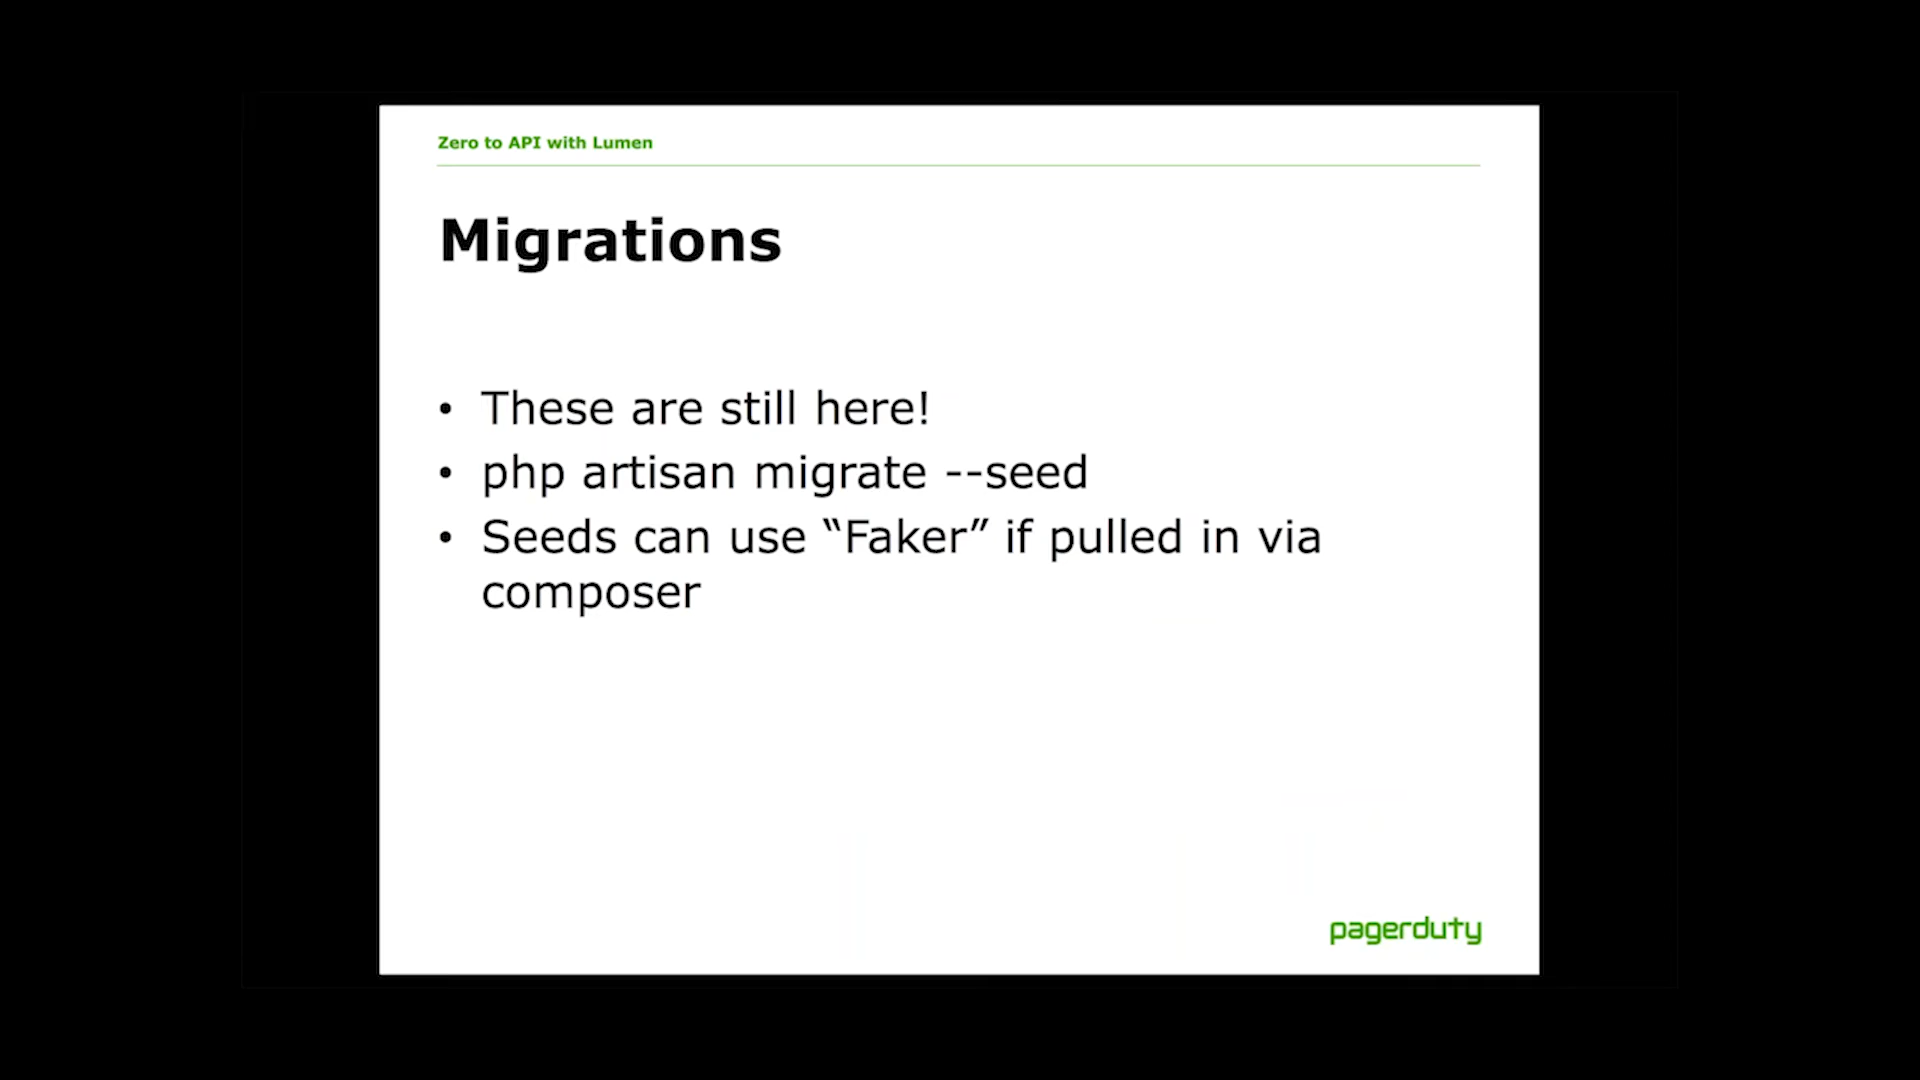 Zero to API with Lumen
Migrations
• These are still here!
• php artisan migrate --seed
• Seeds can use “Faker” if pulled in via
composer
pagerduty